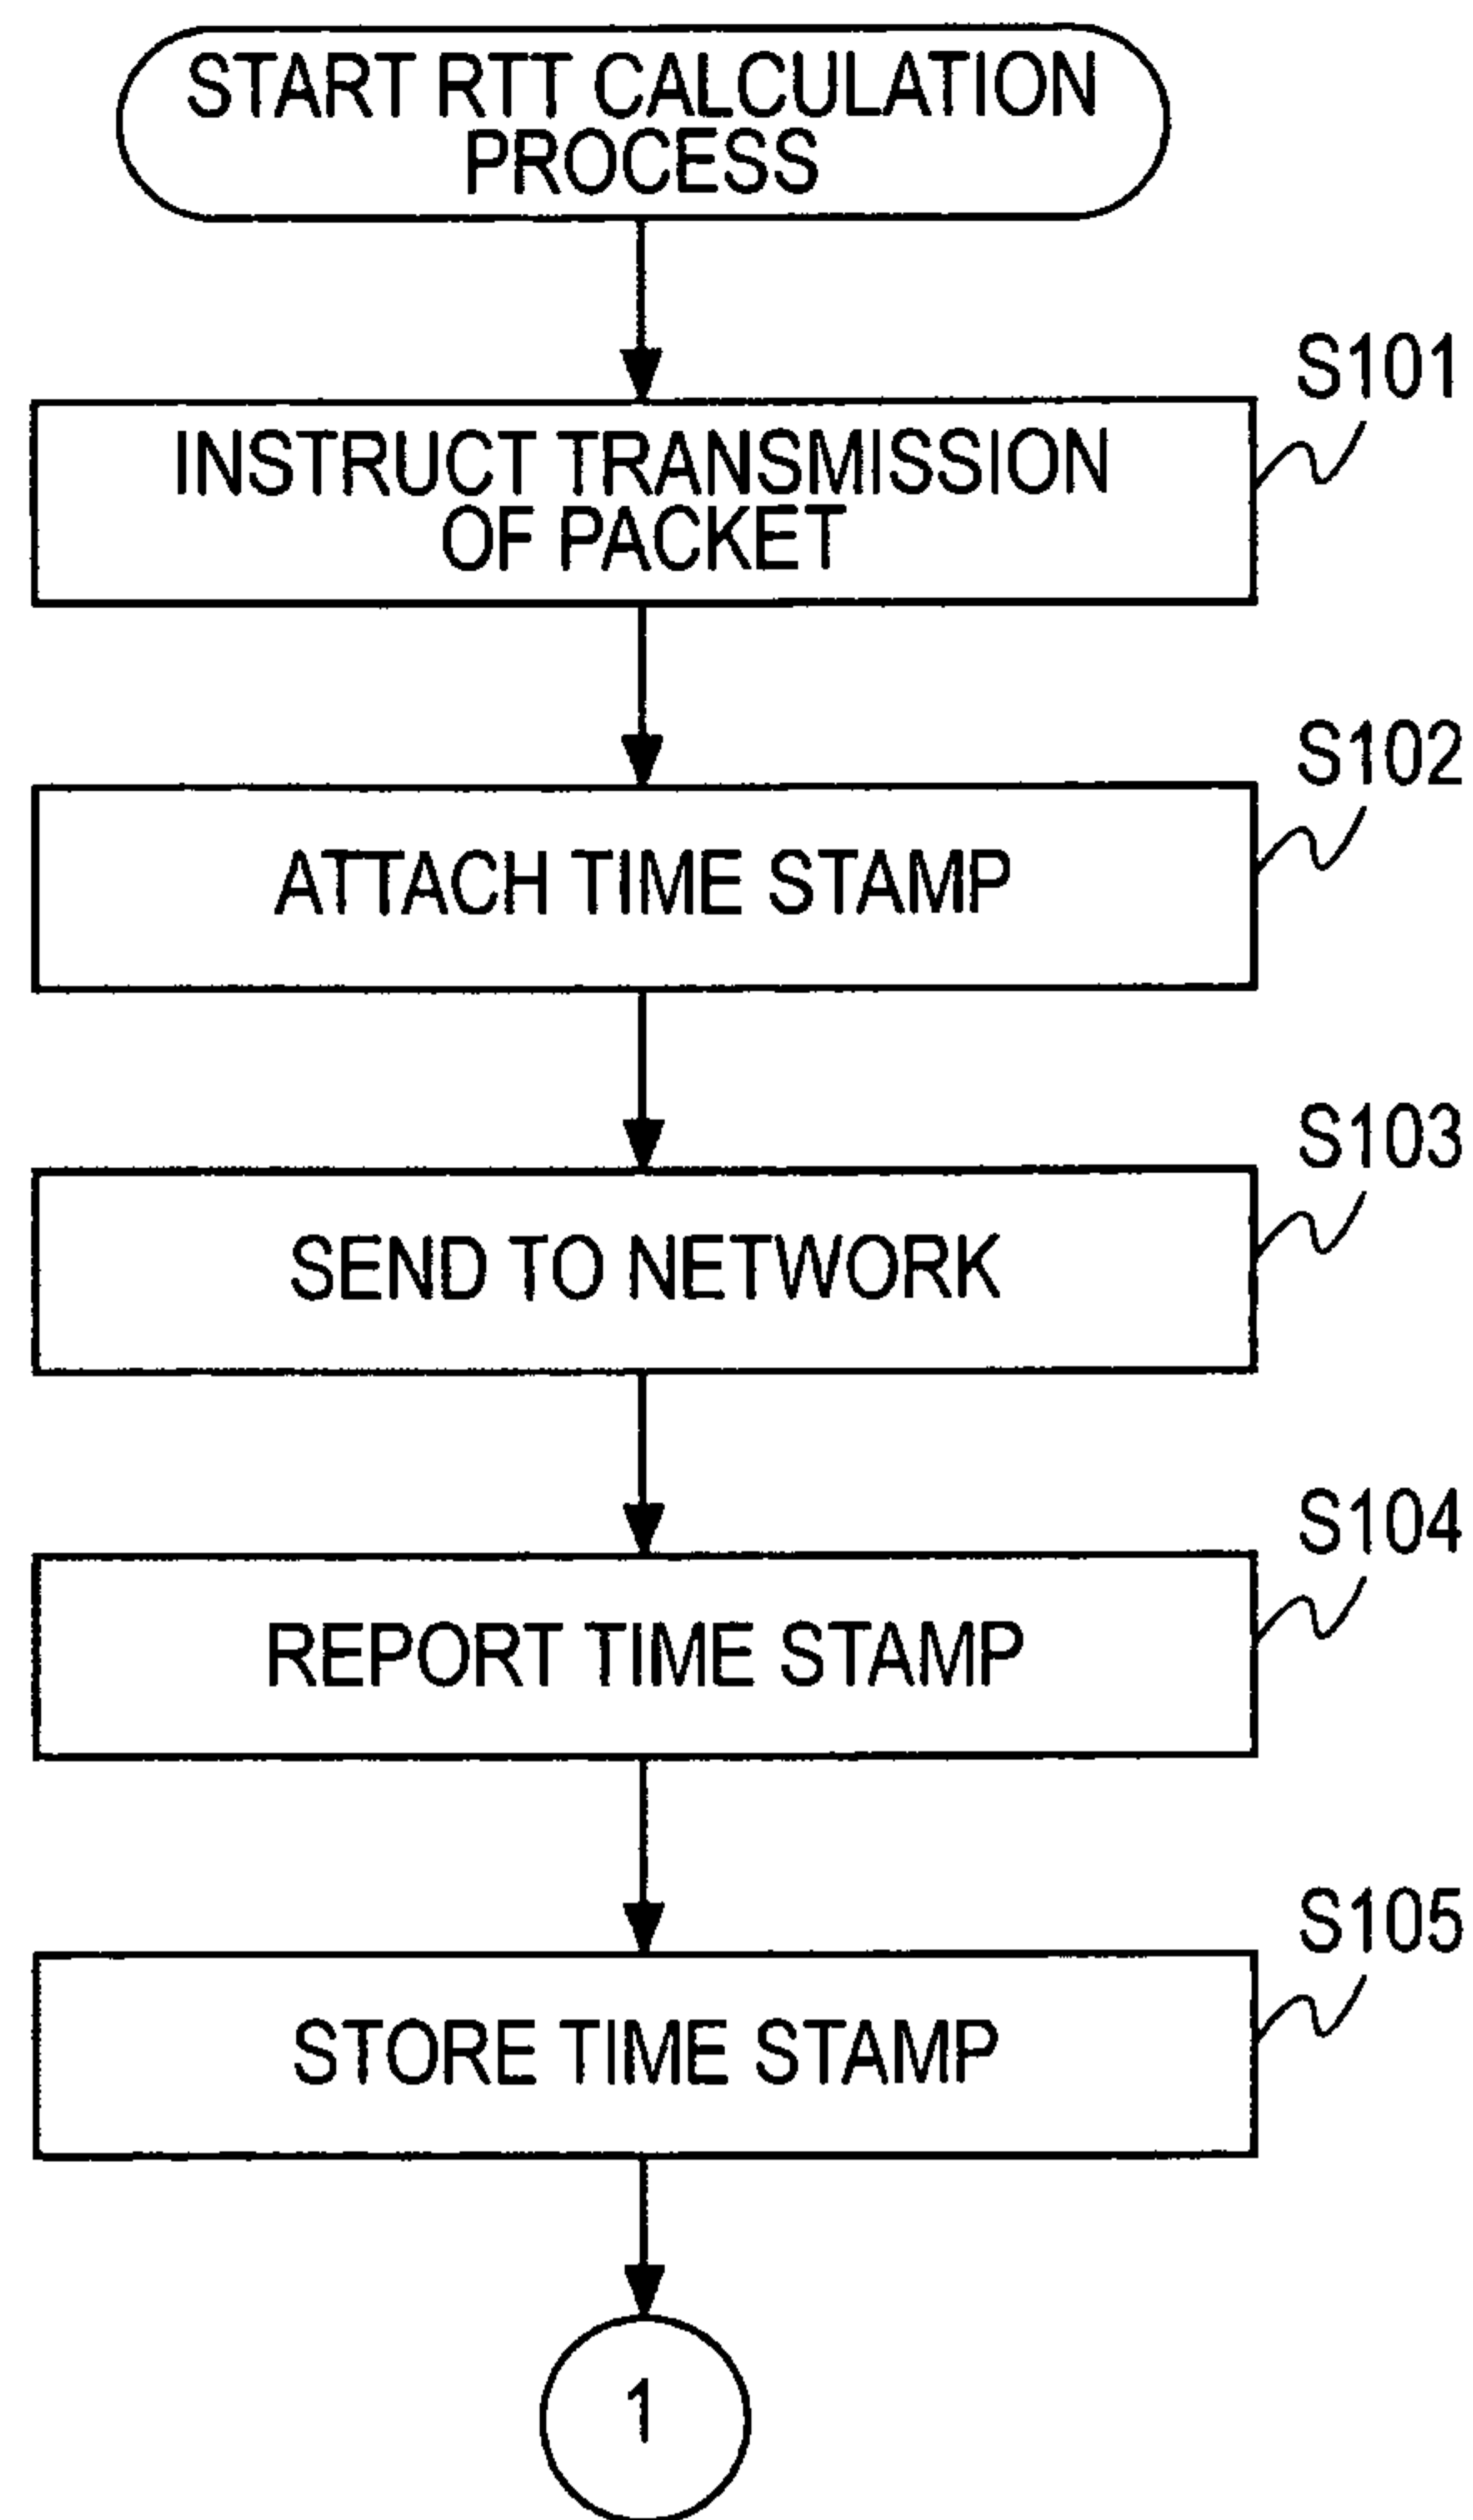 START RTT CALCULATION
PROCESS
S101
INSTRUCT TRANSMISSION
OF PACKET
S102
ATTACH TIME STAMP
S103
SEND TO NETWORK
S104
REPORT TIME STAMP
S105
STORE TIME STAMP
1